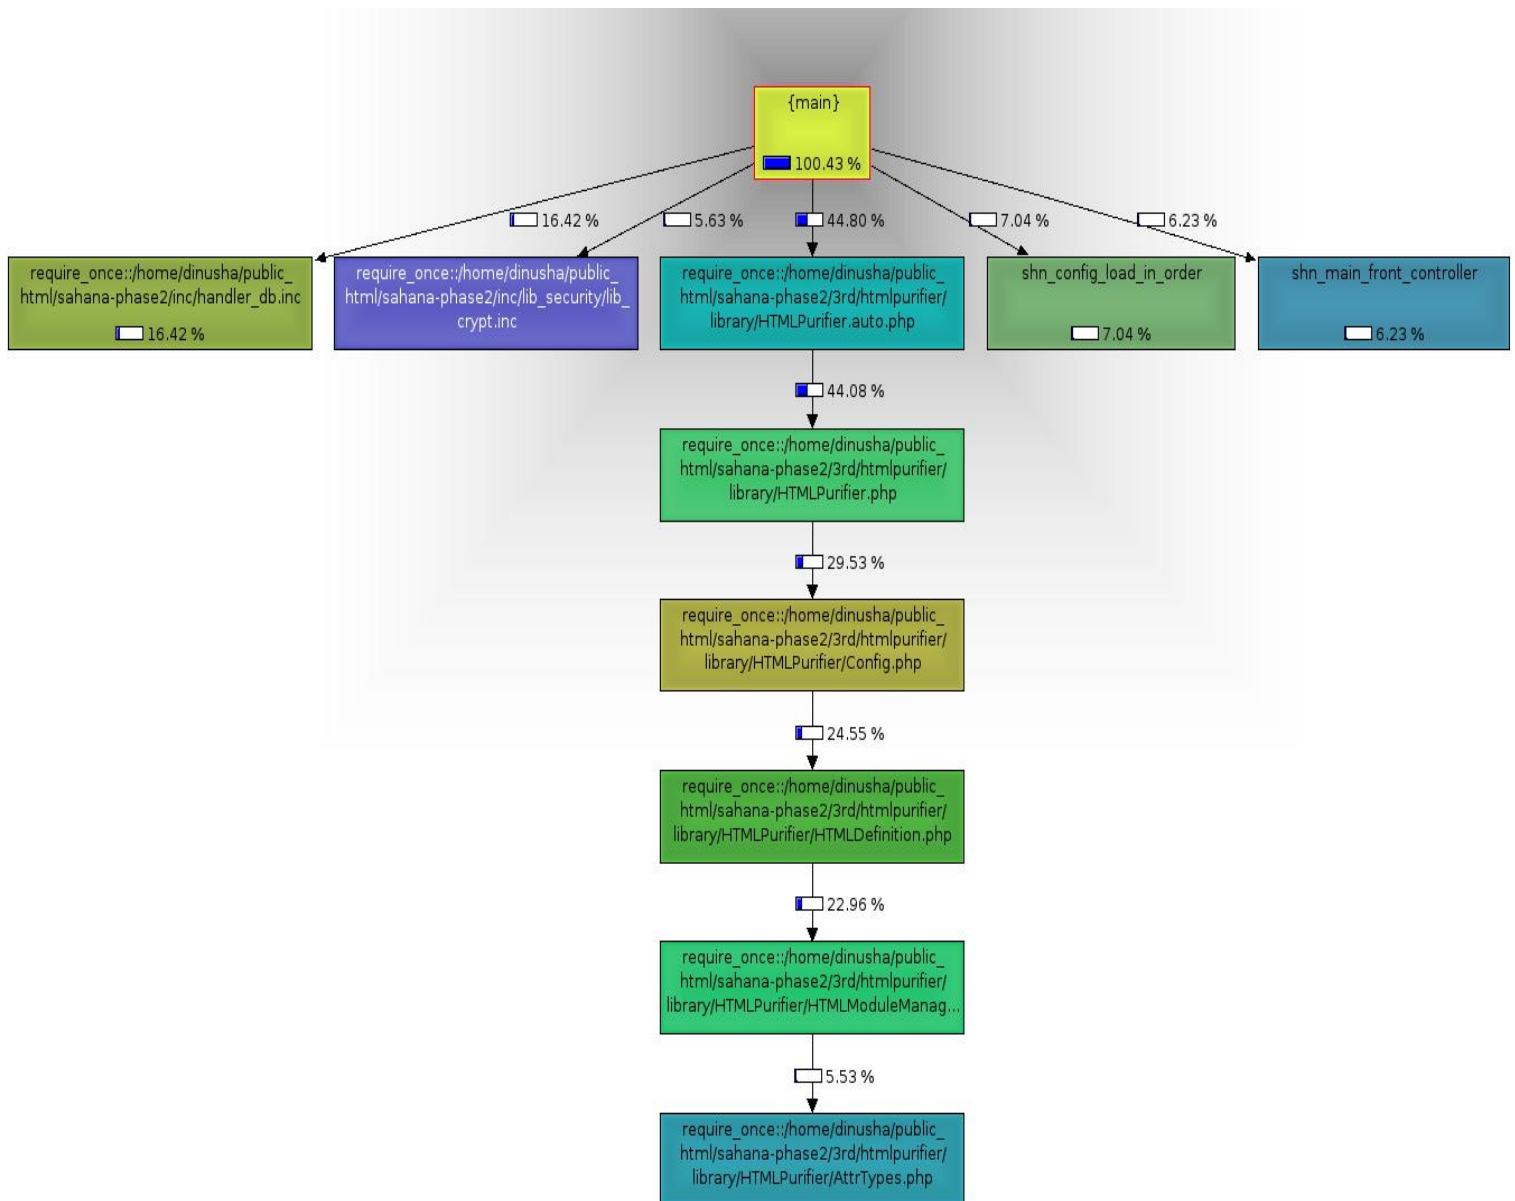 {main}
100.43 %
16.42 %
5.63 %
44.80 %
7.04 %
6.23 %
require_once::/home/dinusha/public_
html/sahana-phase2/inc/handler_db.inc
16.42 %
require_once::/home/dinusha/public_
html/sahana-phase2/inc/lib_security/lib_
crypt.inc
require_once::/home/dinusha/public_
html/sahana-phase2/3rd/htmlpurifier/
library/HTMLPurifier.auto.php
shn_config_load_in_order
7.04 %
shn_main_front_controller
6.23 %
44.08 %
require_once::/home/dinusha/public_
html/sahana-phase2/3rd/htmlpurifier/
library/HTMLPurifier.php
29.53 %
require_once::/home/dinusha/public_
html/sahana-phase2/3rd/htmlpurifier/
library/HTMLPurifier/Config.php
24.55 %
require_once::/home/dinusha/public_
html/sahana-phase2/3rd/htmlpurifier/
library/HTMLPurifier/HTMLDefinition.php
22.96 %
require_once::/home/dinusha/public_
html/sahana-phase2/3rd/htmlpurifier/
library/HTMLPurifier/HTMLModuleManag...
5.53 %
require_once::/home/dinusha/public_
html/sahana-phase2/3rd/htmlpurifier/
library/HTMLPurifier/AttrTypes.php